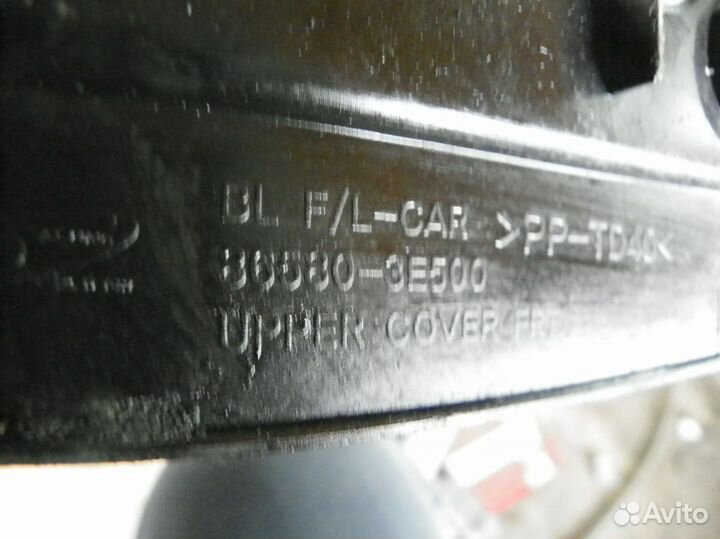 BL F/L-CAR >PP-TD40<
86580-3E500
UPPER COVER FRT
Avito